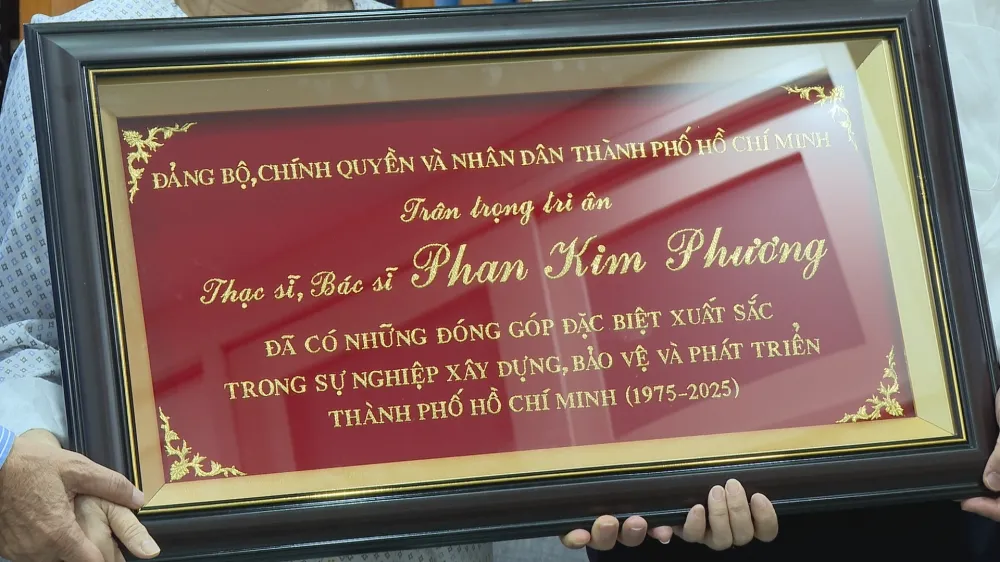 ĐẢNG BỘ, CHÍNH QUYỀN VÀ NHÂN DÂN THÀNH PHỐ HỒ CHÍ MINH
Trân trọng tri ân
Thạc sĩ, Bác sĩ Phan Kim Phương
ĐÃ CÓ NHỮNG ĐÓNG GÓP ĐẶC BIỆT XUẤT SẮC
TRONG SỰ NGHIỆP XÂY DỰNG, BẢO VỆ VÀ PHÁT TRIỂN
THÀNH PHỐ HỒ CHÍ MINH (1975-2025)